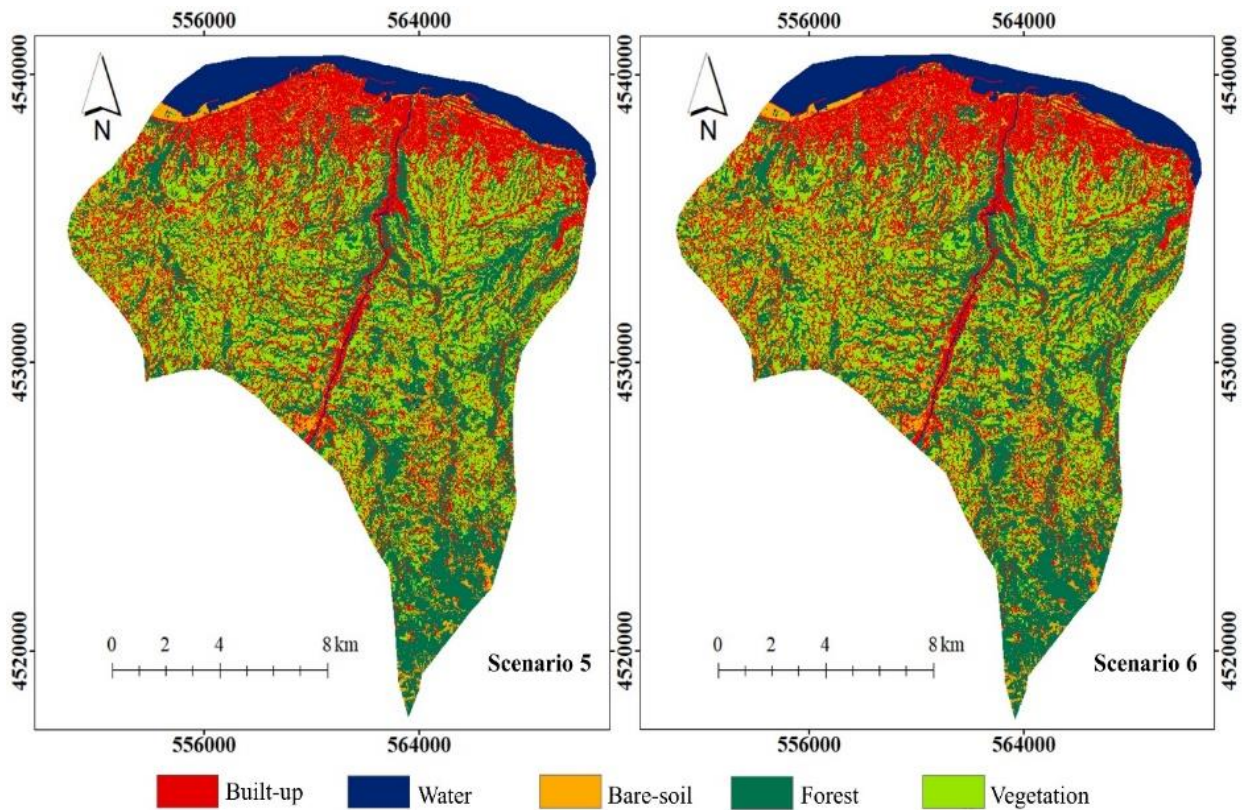 556000 564000 556000 564000
4540000 4540000
N N
4530000 4530000
0 2 4 8 km 0 2 4 8 km
4520000 4520000
Scenario 5 Scenario 6
556000 564000 556000 564000
Built-up Water Bare-soil Forest Vegetation